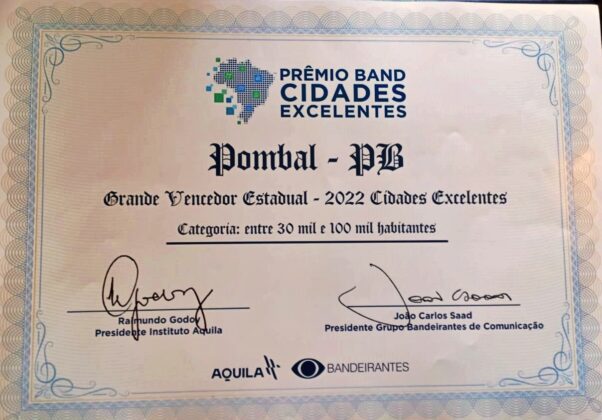 PRÊMIO BAND
CIDADES
EXCELENTES
Pombal - PB
Grande Vencedor Estadual - 2022 Cidades Excelentes
Categoria: entre 30 mil e 100 mil habitantes
Raimundo Godoy
Presidente Instituto Aquila
João Carlos Saad
Presidente Grupo Bandeirantes de Comunicação
AQUILA
BANDEIRANTES